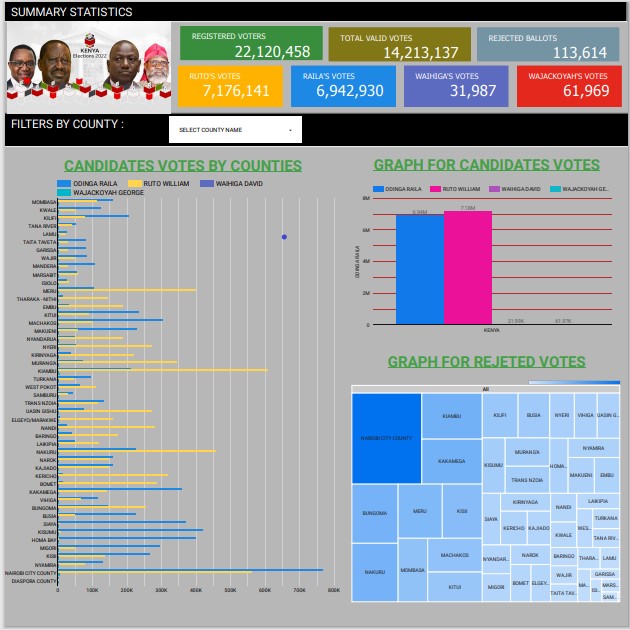 SUMMARY STATISTICS
KENYA
Elections 2022
REGISTERED VOTERS
22,120,458
TOTAL VALID VOTES
14,213,137
REJECTED BALLOTS
113,614
RUTO'S VOTES
7,176,141
RAILA'S VOTES
6,942,930
WAIHIGA'S VOTES
31,987
WAJACKOYAH'S VOTES
61,969
FILTERS BY COUNTY :
SELECT COUNTY NAME
CANDIDATES VOTES BY COUNTIES
ODINGA RAILA RUTO WILLIAM WAIHIGA DAVID
WAJACKOYAH GEORGE
MOMBASA
KWALE
KILIFI
TANA RIVER
LAMU
TAITA TAVETA
GARISSA
WAJIR
MANDERA
MARSABIT
ISIOLO
MERU
THARAKA - NITHI
EMBU
KITUI
MACHAKOS
MAKUENI
NYANDARUA
NYERI
KIRINYAGA
MURANGA
KIAMBU
TURKANA
WEST POKOT
SAMBURU
TRANS NZOIA
UASIN GISHU
ELGEYO/MARAKWE
NANDI
BARINGO
LAIKIPIA
NAKURU
NAROK
KAJIADO
KERICHO
BOMET
KAKAMEGA
VIHIGA
BUNGOMA
BUSIA
SIAYA
KISUMU
HOMA BAY
MIGORI
KISII
NYAMIRA
NAIROBI CITY COUNTY
DIASPORA COUNTY
0 100K 200K 300K 400K 500K 600K 700K 800K
GRAPH FOR CANDIDATES VOTES
ODINGA RAILA RUTO WILLIAM WAIHIGA DAVID WAJACKOYAH GE..
8M
6M
4M
2M
0
ODINGA RAILA
6.94M
7.18M
31.99K
61.97K
KENYA
GRAPH FOR REJETED VOTES
All
NAIROBI CITY COUNTY
KIAMBU
KAKAMEGA
BUNGOMA
NAKURU
MERU
KISII
MOMBASA
MACHAKOS
KITUI
KILIFI
BUSIA
NYERI
VIHIGA
UASIN G..
KISUMU
MURANGA
TRANS NZOIA
HOMA..
NYAMIRA
MAKUENI
EMBU
SIAYA
KIRINYAGA
KERICHO
KAJIADO
NANDI
KWALE
LAIKIPIA
WES..
TURKANA
TANA RIV..
NYANDAR..
MIGORI
NAROK
BOMET
ELGEY..
BARINGO
WAJIR
TAITA TAV..
THARA..
LAMU
MA..
GARISSA
IS..
MARS..
SAM..